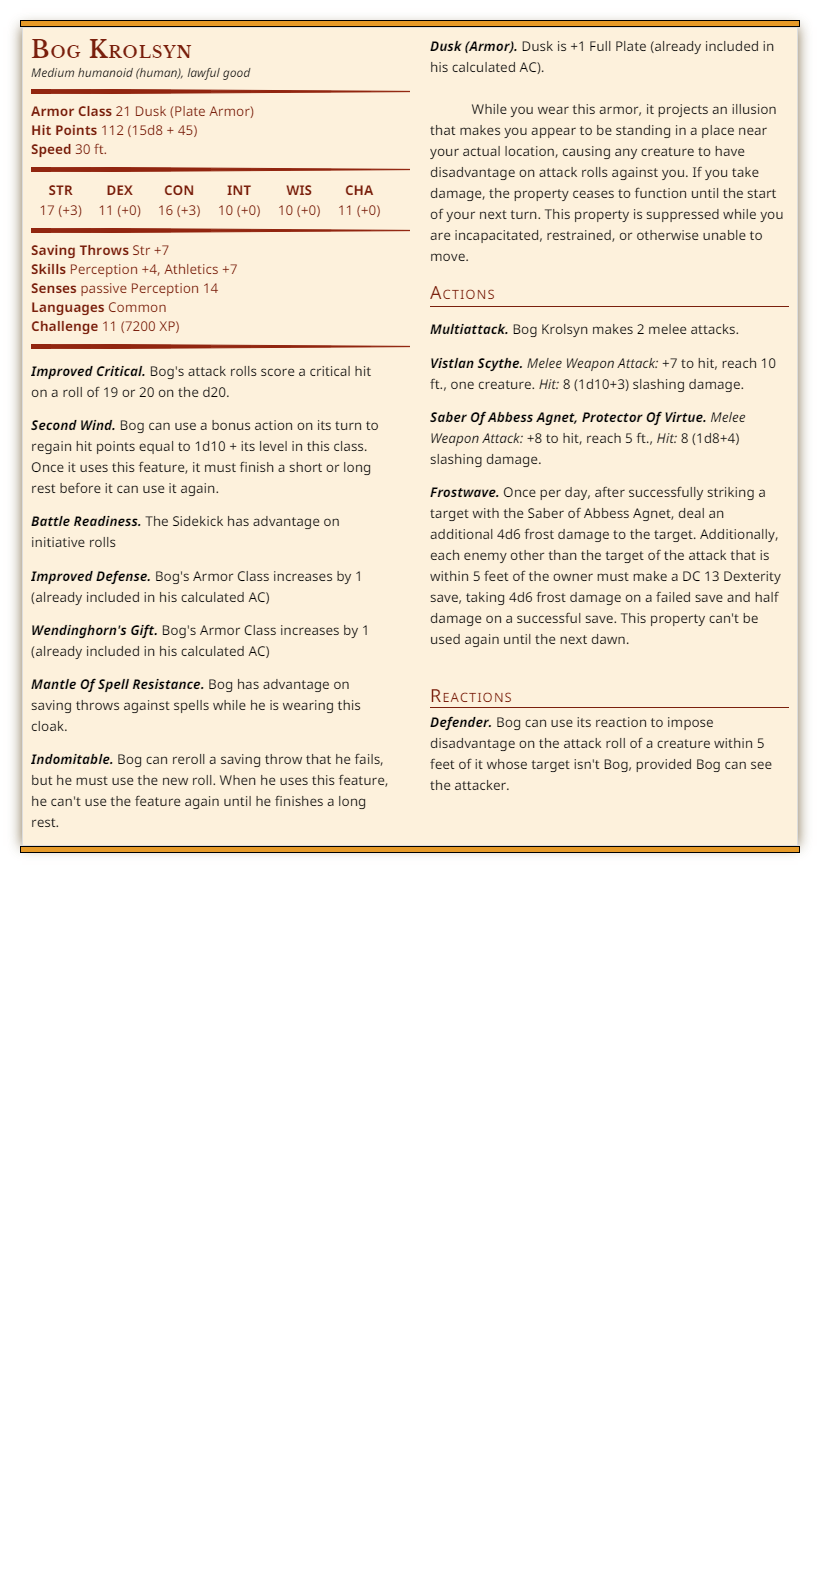 Bog Krolsyn
Medium humanoid (human), lawful good
Armor Class 21 Dusk (Plate Armor)
Hit Points 112 (15d8 + 45)
Speed 30 ft.
STR DEX CON INT WIS CHA
17 (+3) 11 (+0) 16 (+3) 10 (+0) 10 (+0) 11 (+0)
Saving Throws Str +7
Skills Perception +4, Athletics +7
Senses passive Perception 14
Languages Common
Challenge 11 (7200 XP)
Improved Critical. Bog's attack rolls score a critical hit
on a roll of 19 or 20 on the d20.
Second Wind. Bog can use a bonus action on its turn to
regain hit points equal to 1d10 + its level in this class.
Once it uses this feature, it must finish a short or long
rest before it can use it again.
Battle Readiness. The Sidekick has advantage on
initiative rolls
Improved Defense. Bog's Armor Class increases by 1
(already included in his calculated AC)
Wendinghorn's Gift. Bog's Armor Class increases by 1
(already included in his calculated AC)
Mantle Of Spell Resistance. Bog has advantage on
saving throws against spells while he is wearing this
cloak.
Indomitable. Bog can reroll a saving throw that he fails,
but he must use the new roll. When he uses this feature,
he can't use the feature again until he finishes a long
rest.
Dusk (Armor). Dusk is +1 Full Plate (already included in
his calculated AC).
While you wear this armor, it projects an illusion
that makes you appear to be standing in a place near
your actual location, causing any creature to have
disadvantage on attack rolls against you. If you take
damage, the property ceases to function until the start
of your next turn. This property is suppressed while you
are incapacitated, restrained, or otherwise unable to
move.
Actions
Multiattack. Bog Krolsyn makes 2 melee attacks.
Vistlan Scythe. Melee Weapon Attack: +7 to hit, reach 10
ft., one creature. Hit: 8 (1d10+3) slashing damage.
Saber Of Abbess Agnet, Protector Of Virtue. Melee
Weapon Attack: +8 to hit, reach 5 ft., Hit: 8 (1d8+4)
slashing damage.
Frostwave. Once per day, after successfully striking a
target with the Saber of Abbess Agnet, deal an
additional 4d6 frost damage to the target. Additionally,
each enemy other than the target of the attack that is
within 5 feet of the owner must make a DC 13 Dexterity
save, taking 4d6 frost damage on a failed save and half
damage on a successful save. This property can't be
used again until the next dawn.
Reactions
Defender. Bog can use its reaction to impose
disadvantage on the attack roll of a creature within 5
feet of it whose target isn't Bog, provided Bog can see
the attacker.